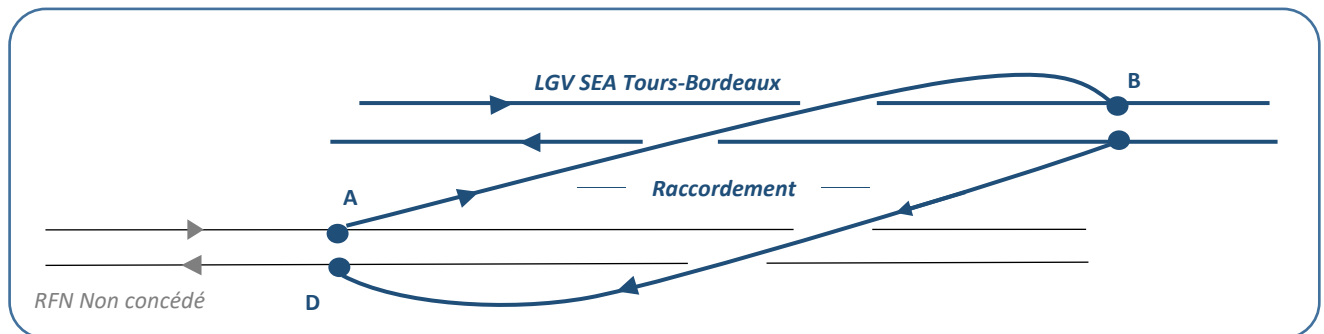 LGV SEA Tours-Bordeaux
B
Raccordement
A
RFN Non concédé
D